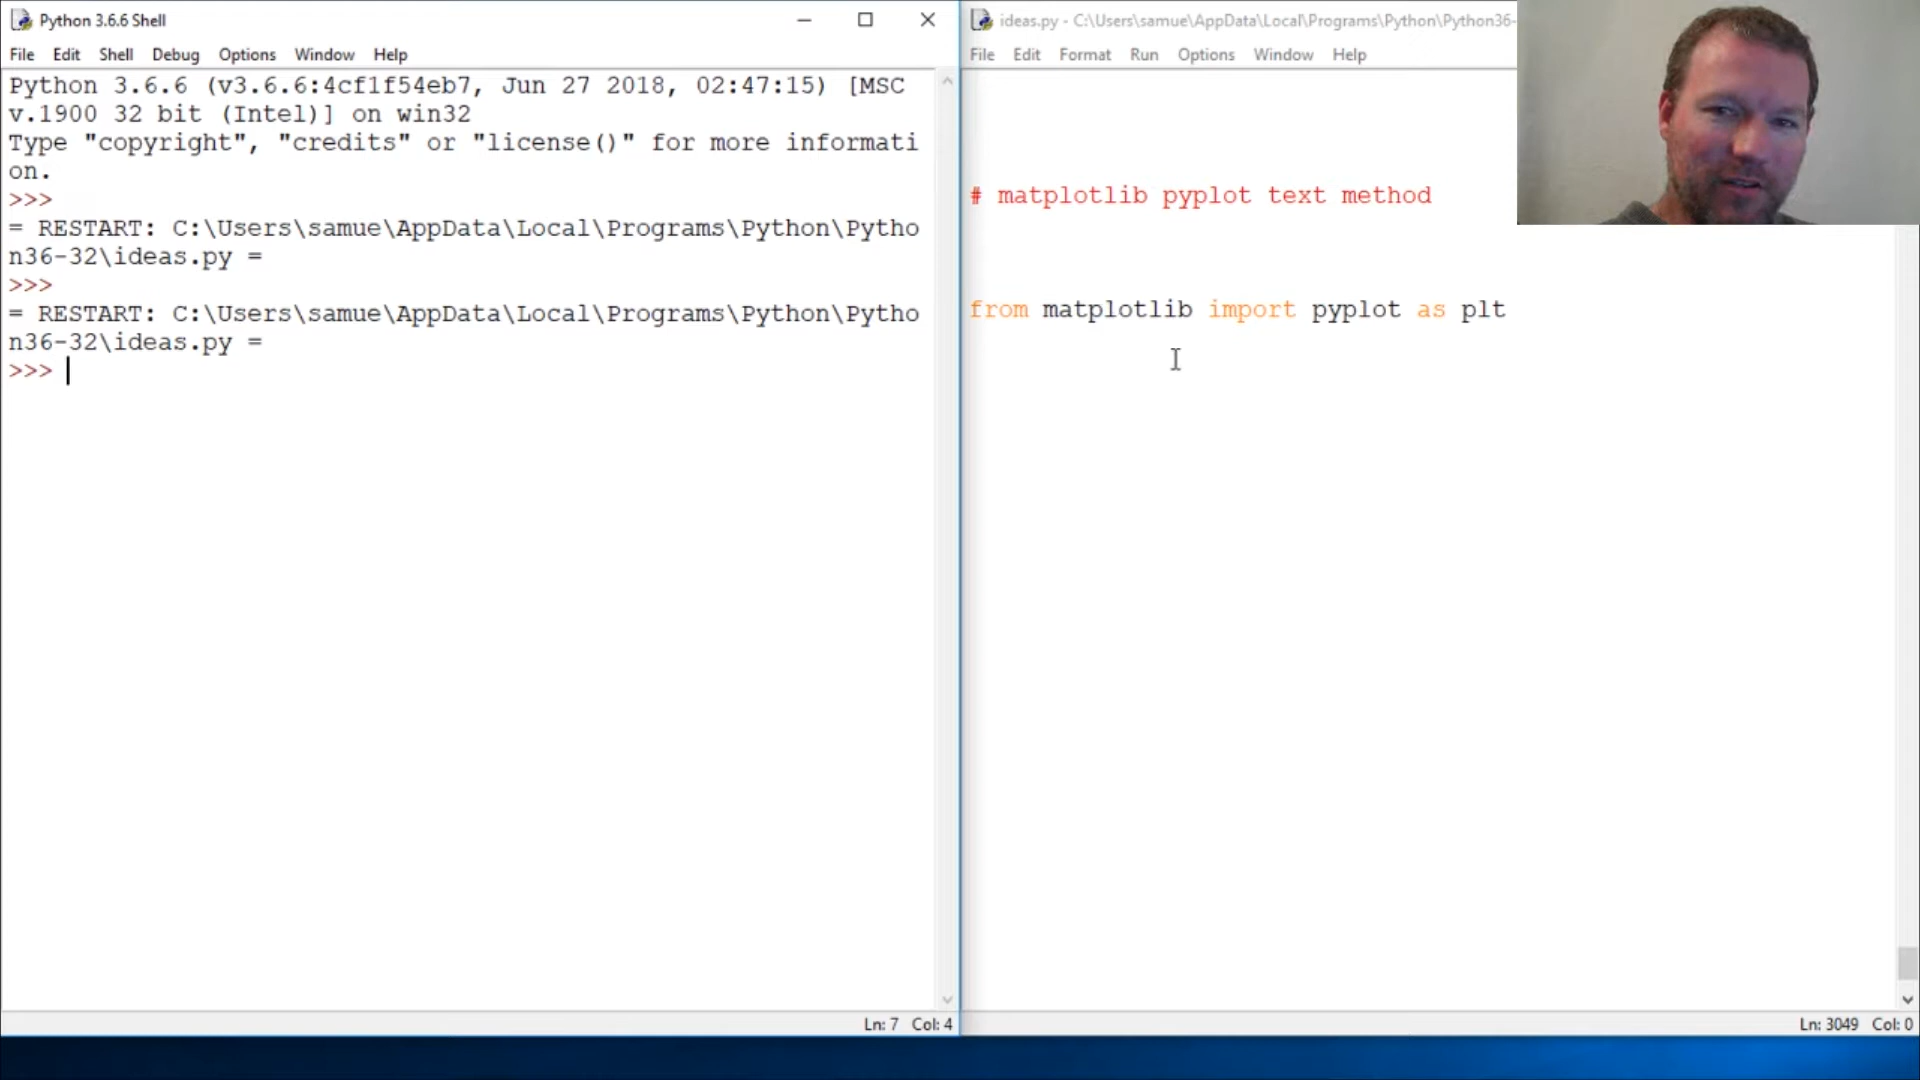 Python 3.6.6 Shell
File Edit Shell Debug Options Window Help
Python 3.6.6 (v3.6.6:4cf1f54eb7, Jun 27 2018, 02:47:15) [MSC
v.1900 32 bit (Intel)] on win32
Type "copyright", "credits" or "license()" for more informati
on.
>>>
= RESTART: C:\Users\samue\AppData\Local\Programs\Python\Pytho
n36-32\ideas.py =
>>>
= RESTART: C:\Users\samue\AppData\Local\Programs\Python\Pytho
n36-32\ideas.py =
>>>
Ln: 7 Col: 4
ideas.py - C:\Users\samue\AppData\Local\Programs\Python\Python36-
File Edit Format Run Options Window Help
# matplotlib pyplot text method
from matplotlib import pyplot as plt
Ln: 3049 Col: 0